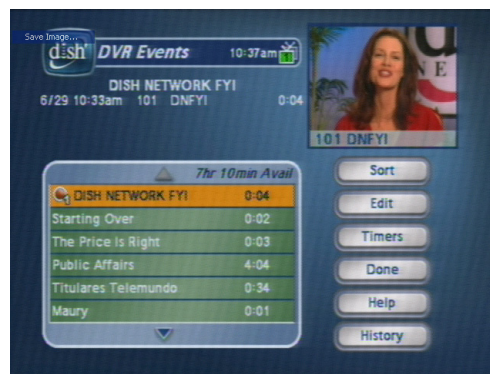 Save Image...
dish DVR Events 10:37am
DISH NETWORK FYI
6/29 10:33am 101 DNFYI 0:04
N E
101 DNFYI
7hr 10min Avail
DISH NETWORK FYI 0:04
Starting Over 0:02
The Price Is Right 0:03
Public Affairs 4:04
Titulares Telemundo 0:34
Maury 0:01
Sort
Edit
Timers
Done
Help
History